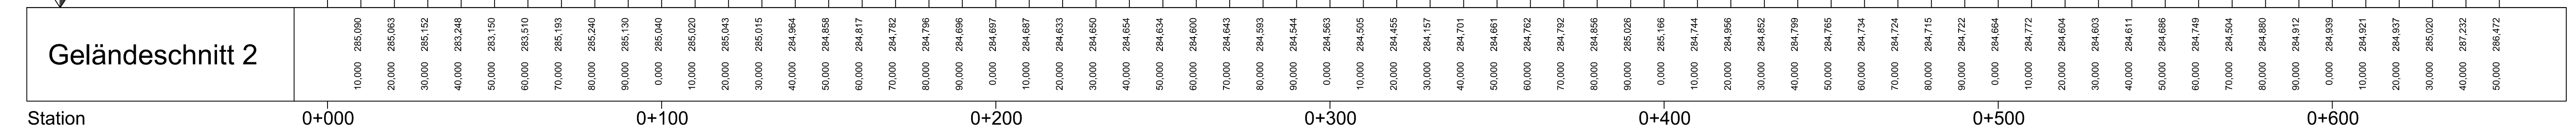 Geländeschnitt 2
285,090 285,063 285,152 283,248 283,150 283,510 285,193 285,240 285,130 285,040 285,020 285,043 285,015 284,964 284,858 284,817 284,782 284,796 284,696 284,697 284,687 284,633 284,650 284,654 284,634 284,600 284,643 284,593 284,544 284,563 284,505 284,455 284,157 284,701 284,661 284,762 284,792 284,856 285,026 285,166 284,744 284,956 284,852 284,799 284,765 284,734 284,724 284,715 284,722 284,664 284,772 284,604 284,603 284,611 284,686 284,749 284,504 284,880 284,912 284,939 284,921 284,937 285,020 287,232 286,472
10,000 20,000 30,000 40,000 50,000 60,000 70,000 80,000 90,000 0,000 10,000 20,000 30,000 40,000 50,000 60,000 70,000 80,000 90,000 0,000 10,000 20,000 30,000 40,000 50,000 60,000 70,000 80,000 90,000 0,000 10,000 20,000 30,000 40,000 50,000 60,000 70,000 80,000 90,000 0,000 10,000 20,000 30,000 40,000 50,000 60,000 70,000 80,000 90,000 0,000 10,000 20,000 30,000 40,000 50,000 60,000 70,000 80,000 90,000 0,000 10,000 20,000 30,000 40,000 50,000
Station 0+000 0+100 0+200 0+300 0+400 0+500 0+600